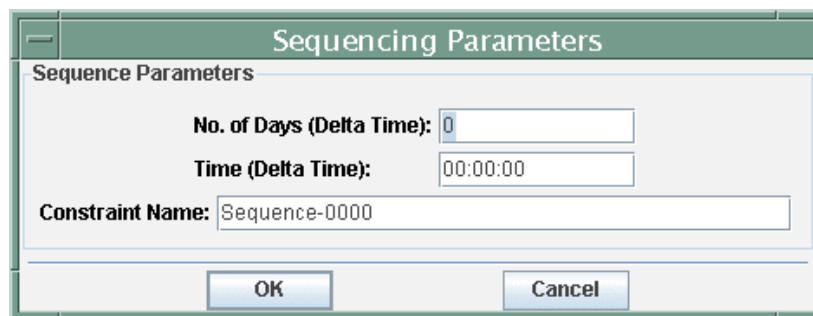 Sequencing Parameters
Sequence Parameters
No. of Days (Delta Time): 0
Time (Delta Time): 00:00:00
Constraint Name: Sequence-0000
OK Cancel